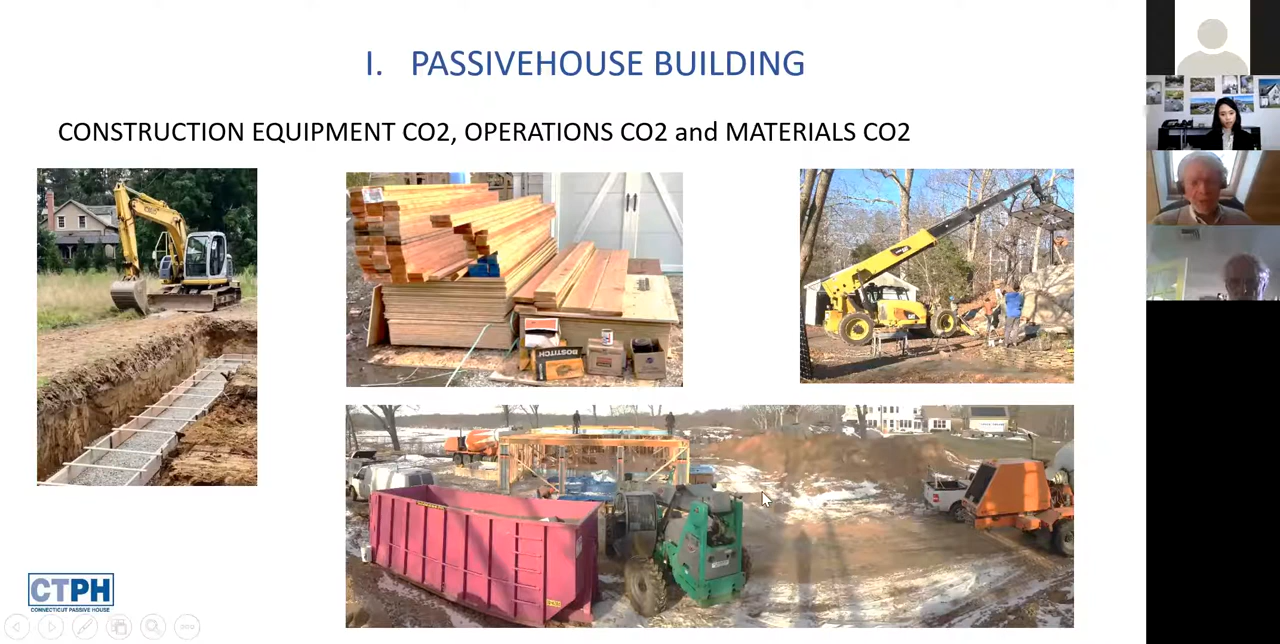 I. PASSIVEHOUSE BUILDING
CONSTRUCTION EQUIPMENT CO2, OPERATIONS CO2 and MATERIALS CO2
BOSTITCH
CTPH
CONNECTICUT PASSIVE HOUSE